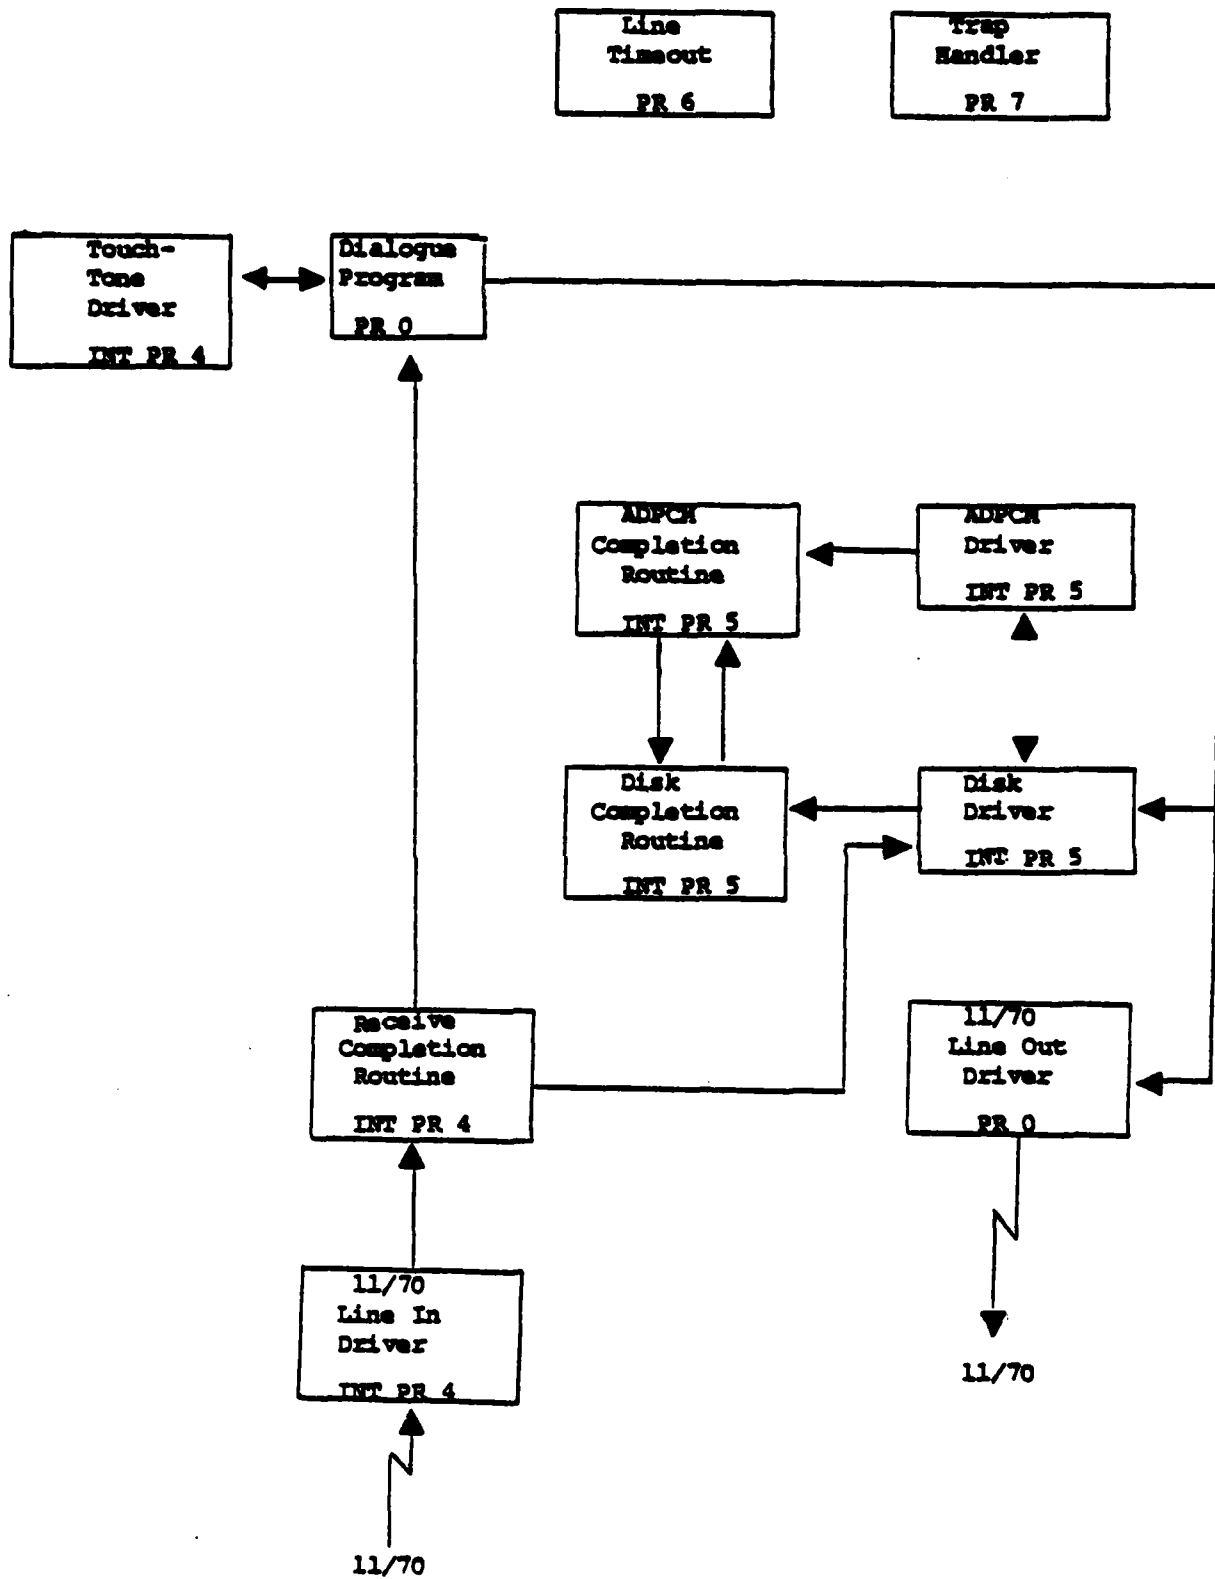 Line
Timeout
PR 6
Trap
Handler
PR 7
Touch-
Tone
Driver
INT PR 4
Dialogue
Program
PR 0
ADPCM
Completion
Routine
INT PR 5
ADPCM
Driver
INT PR 5
Disk
Completion
Routine
INT PR 5
Disk
Driver
INT PR 5
Receive
Completion
Routine
INT PR 4
11/70
Line Out
Driver
PR 0
11/70
Line In
Driver
INT PR 4
11/70
11/70